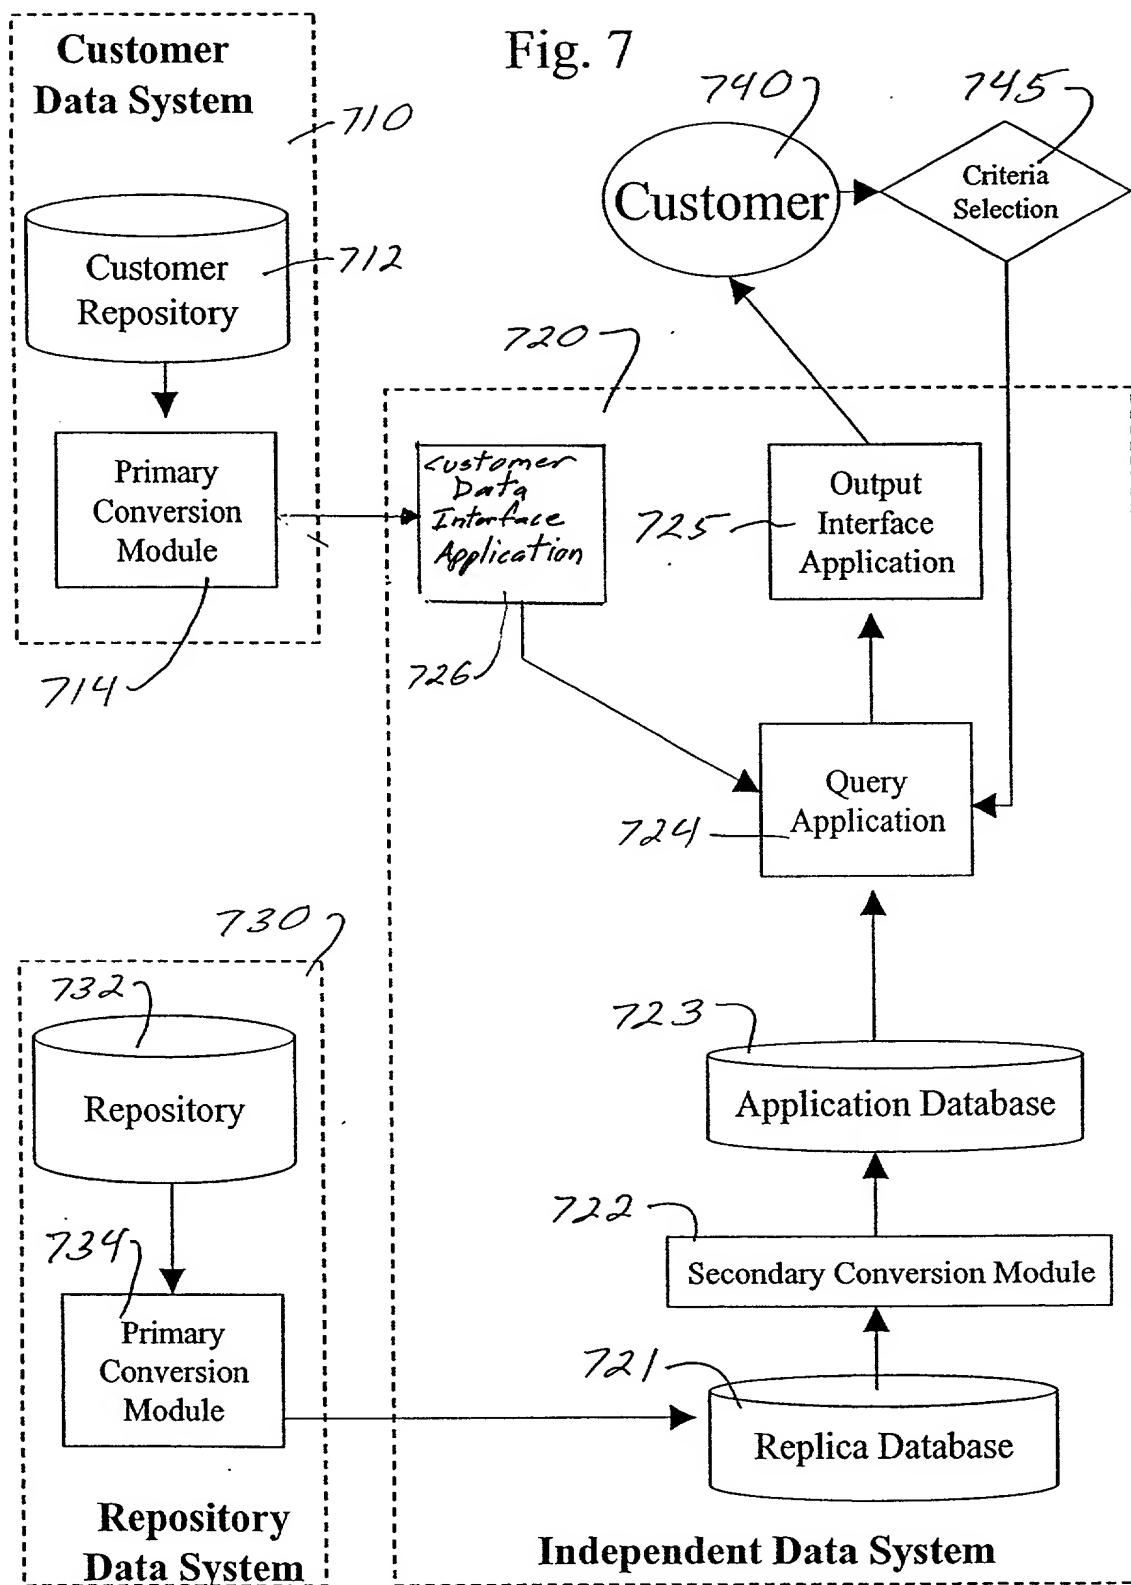 Fig. 7
Customer
Data System
710
Customer
Repository
712
Primary
Conversion
Module
714
740
Customer
745
Criteria
Selection
720
Customer
Data
Interface
Application
726
Output
Interface
Application
725
Query
Application
724
730
732
Repository
734
Primary
Conversion
Module
Repository
Data System
723
Application Database
722
Secondary Conversion Module
721
Replica Database
Independent Data System